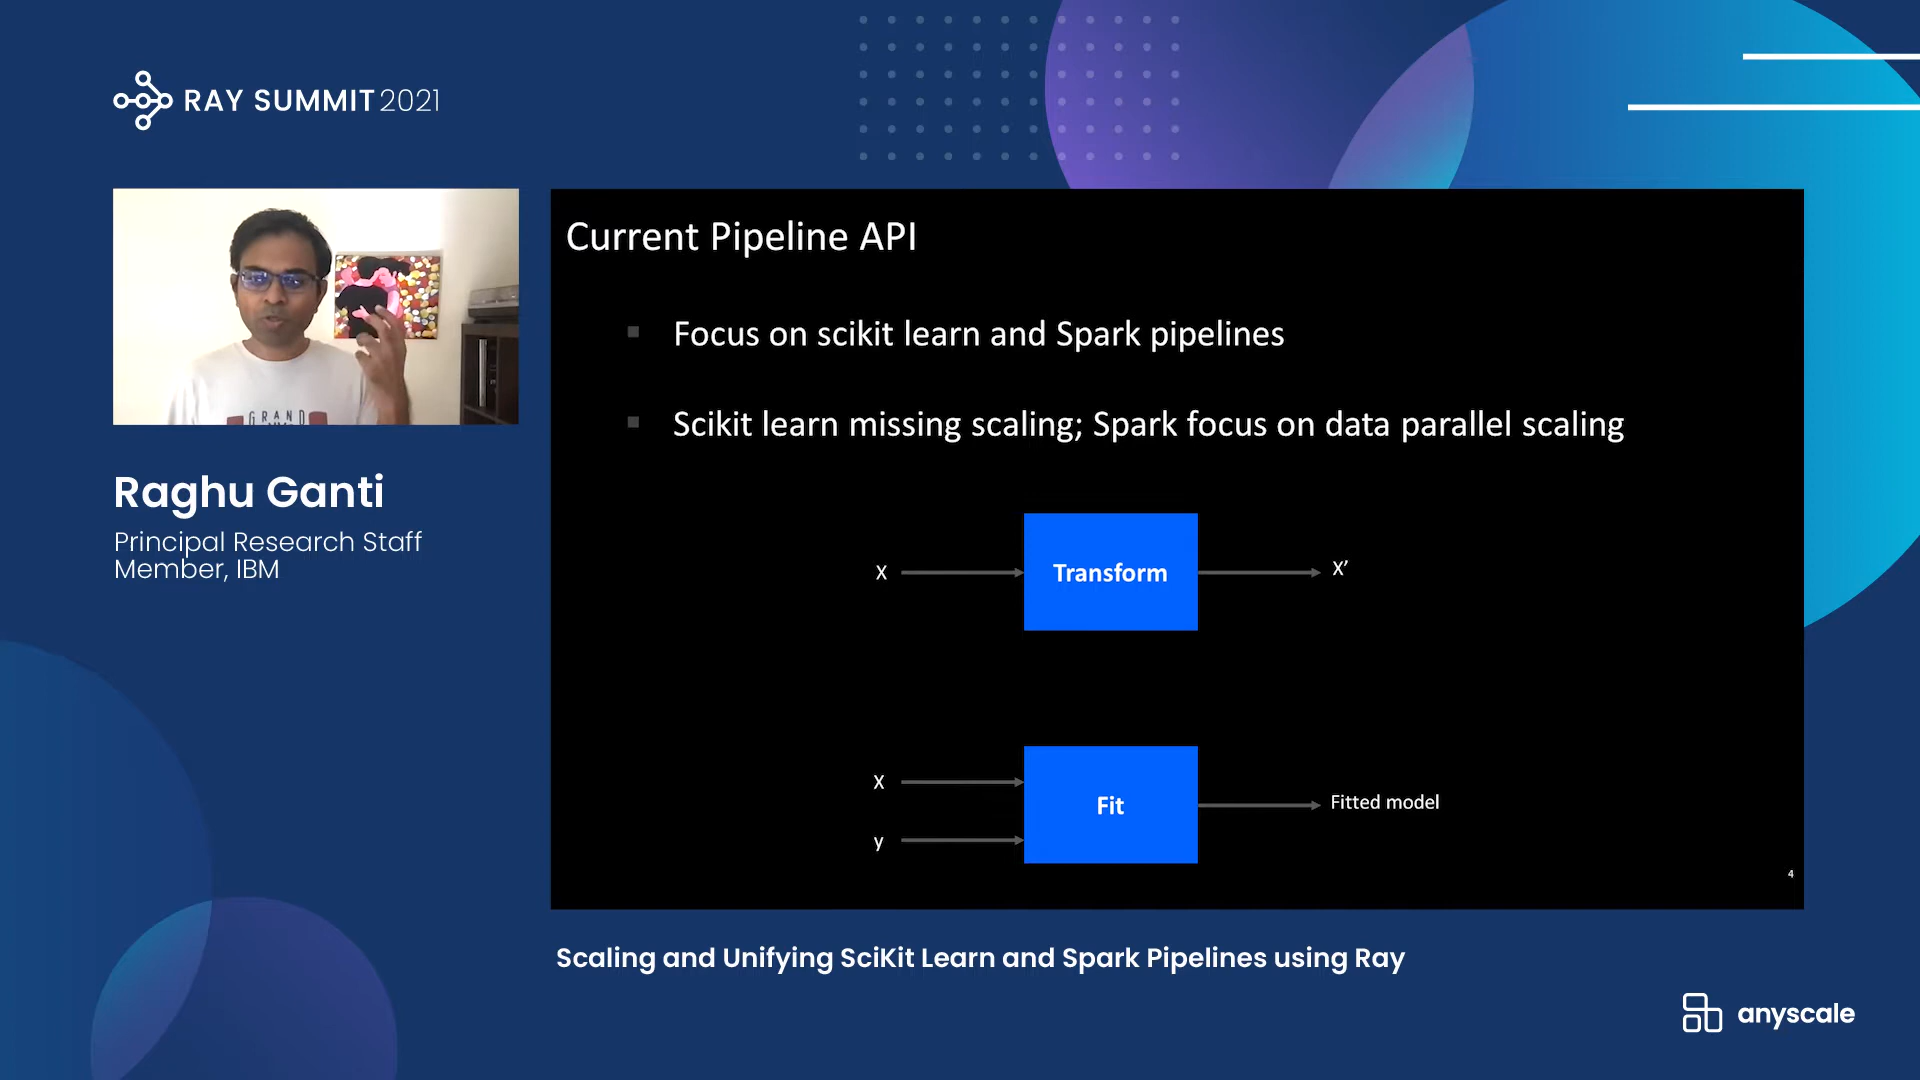 RAY SUMMIT 2021
Current Pipeline API
Focus on scikit learn and Spark pipelines
Scikit learn missing scaling; Spark focus on data parallel scaling
X
Transform
X’
X
y
Fit
Fitted model
4
GRAND
Raghu Ganti
Principal Research Staff
Member, IBM
Scaling and Unifying SciKit Learn and Spark Pipelines using Ray
anyscale